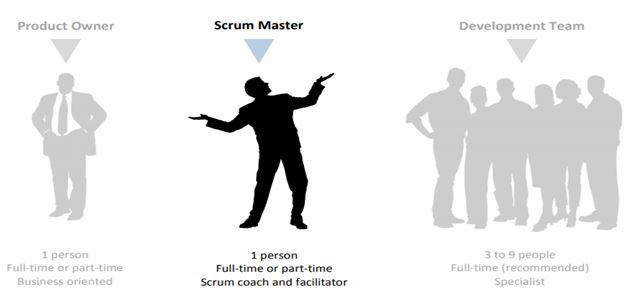 Product Owner
Scrum Master
Development Team
1 person
Full-time or part-time
Business oriented
1 person
Full-time or part-time
Scrum coach and facilitator
3 to 9 people
Full-time (recommended)
Specialist